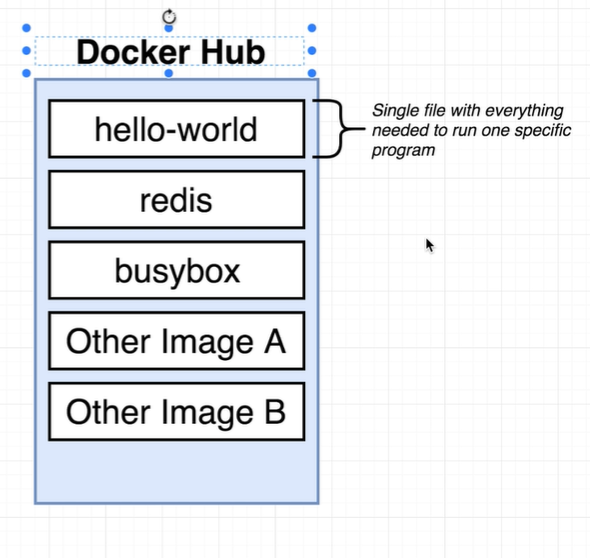 Docker Hub
hello-world
Single file with everything
needed to run one specific
program
redis
busybox
Other Image A
Other Image B